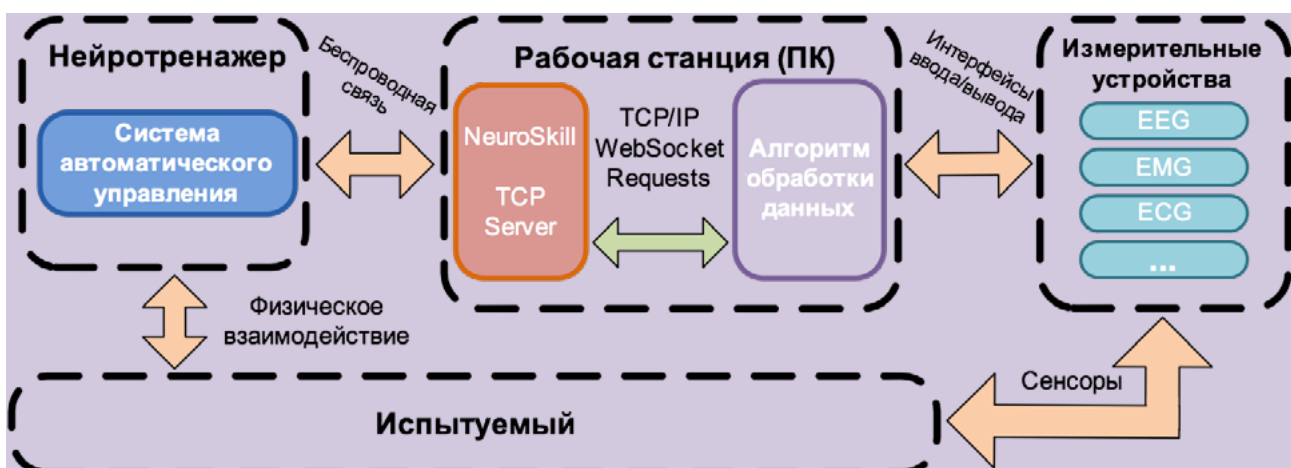 Нейротренажер
Система
автоматического
управления
Беспроводная
связь
Рабочая станция (ПК)
NeuroSkill
TCP
Server
TCP/IP
WebSocket
Requests
Алгоритм
обработки
данных
Интерфейсы
ввода/вывода
Измерительные
устройства
EEG
EMG
ECG
...
Физическое
взаимодействие
Сенсоры
Испытуемый